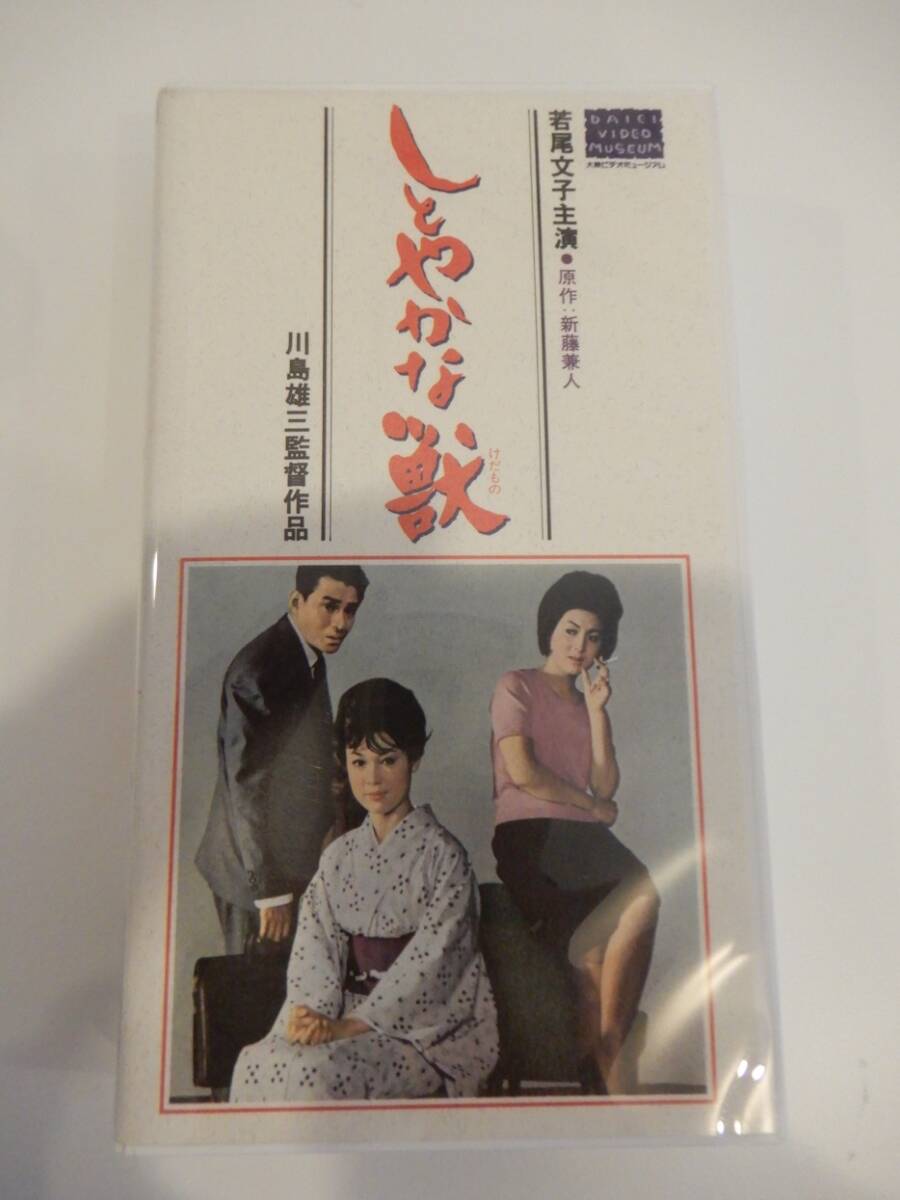 DAIEI
VIDEO
MUSEUM
大映ビデオミュージアム
若尾文子主演●原作:新藤兼人
しとやかな獣
けだもの
川島雄三監督作品